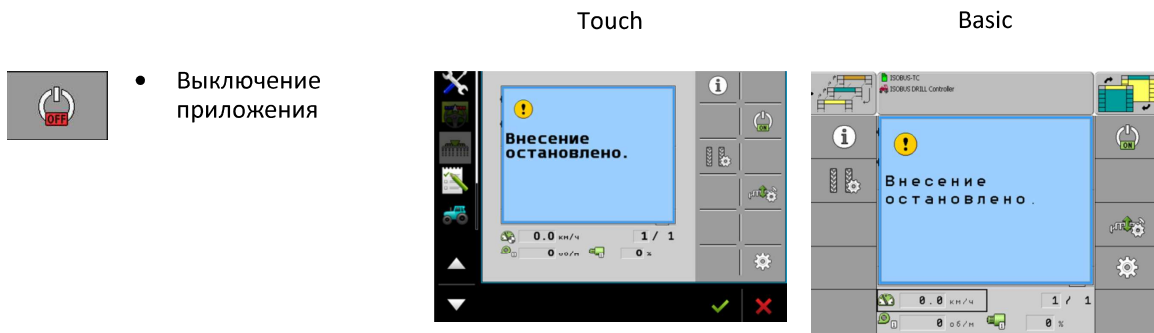 Touch
Basic
OFF
• Выключение
приложения
Внесение
остановлено.
ON
0.0 км/ч
1 / 1
0 об/м
0 %
ISOBUS-TC
ISOBUS DRILL Controller
ON
Внесение
остановлено.
0.0 км/ч
1 / 1
0 об/м
0 %